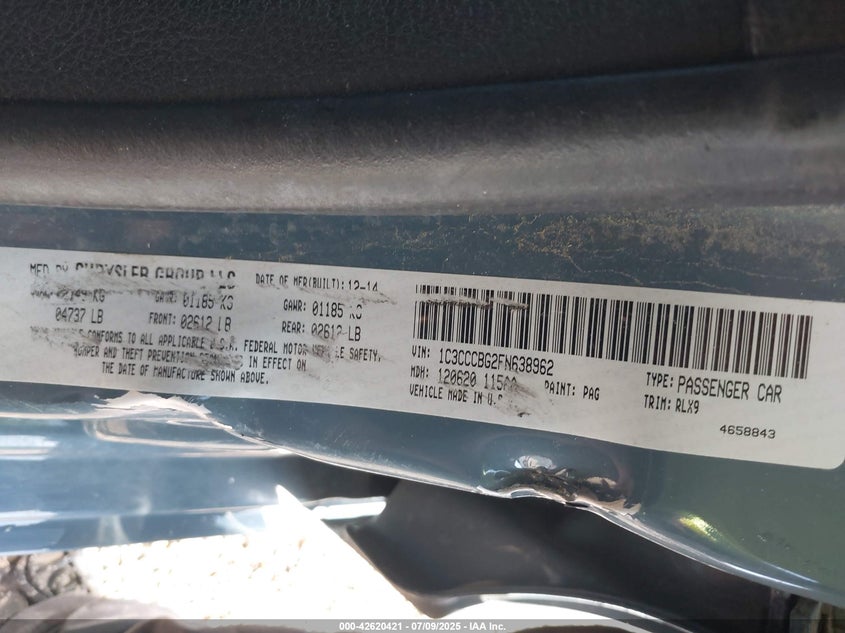 MFD BY CHRYSLER GROUP LLC
DATE OF MFR(BUILT): 12-14
GAWR: 01185 KG
GAWR: 01185 KG
04737 LB
FRONT: 02612 LB
REAR: 02612 LB
CONFORMS TO ALL APPLICABLE U.S.A. FEDERAL MOTOR SAFETY,
AND THEFT PREVENTION IN EFFECT ON
THE DATE OF MANUFACTURE SHOWN ABOVE.
VIN: 1C3CCCBG2FN638962
MDH: 120620
PAINT: PAG
VEHICLE MADE IN
TYPE: PASSENGER CAR
TRIM: RLX9
4658843
000-42620421 - 07/09/2025 - IAA Inc.